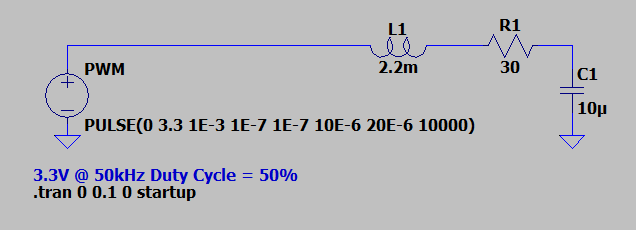 L1
R1
PWM
2.2m
30
C1
10µ
PULSE(0 3.3 1E-3 1E-7 1E-7 10E-6 20E-6 10000)
3.3V @ 50kHz Duty Cycle = 50%
.tran 0 0.1 0 startup